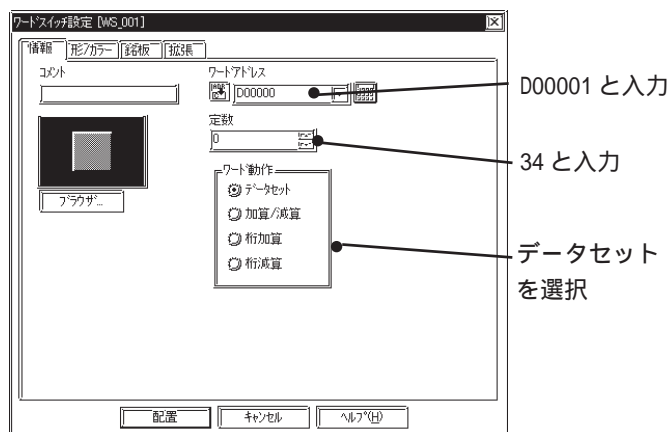 ワードスイッチ設定 [WS_001]
情報 形/カラー 銘板 拡張
コメント
ワードアドレス
D00000
D00001 と入力
定数
0
34 と入力
ワード動作
データセット
加算/減算
桁加算
桁減算
ブラウザ...
データセット
を選択
配置 キャンセル ヘルプ(H)